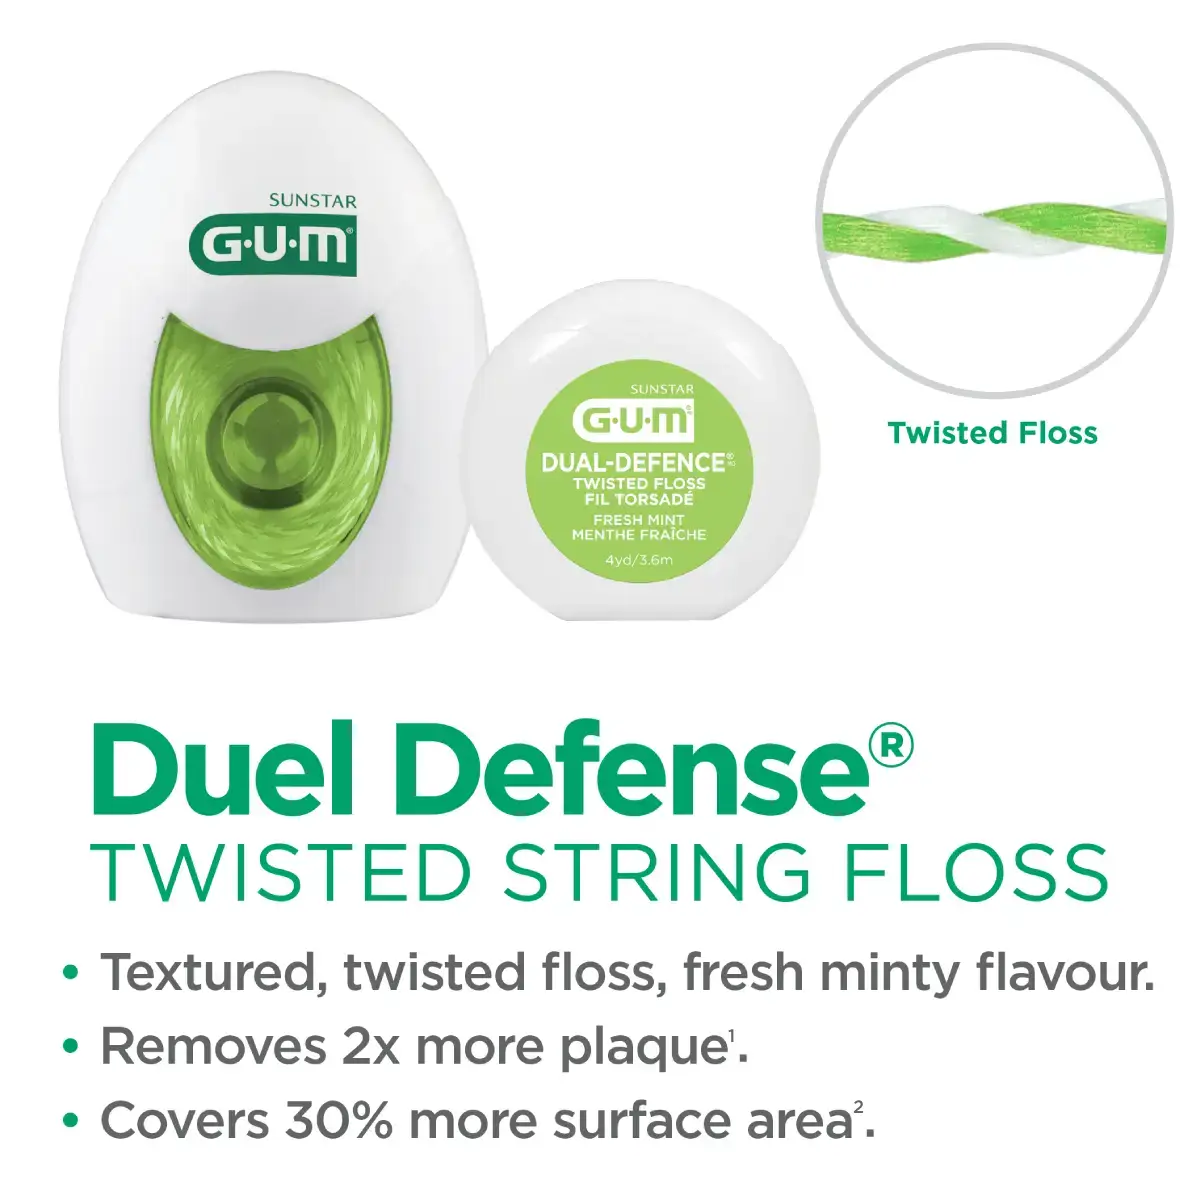 SUNSTAR
G·U·M®
SUNSTAR
G·U·M®
DUAL-DEFENCE®
TWISTED FLOSS
FIL TORSADÉ
FRESH MINT
MENTHE FRAÎCHE
4yd/3.6m
Twisted Floss
Duel Defense®
TWISTED STRING FLOSS
• Textured, twisted floss, fresh minty flavour.
• Removes 2x more plaque¹.
• Covers 30% more surface area².